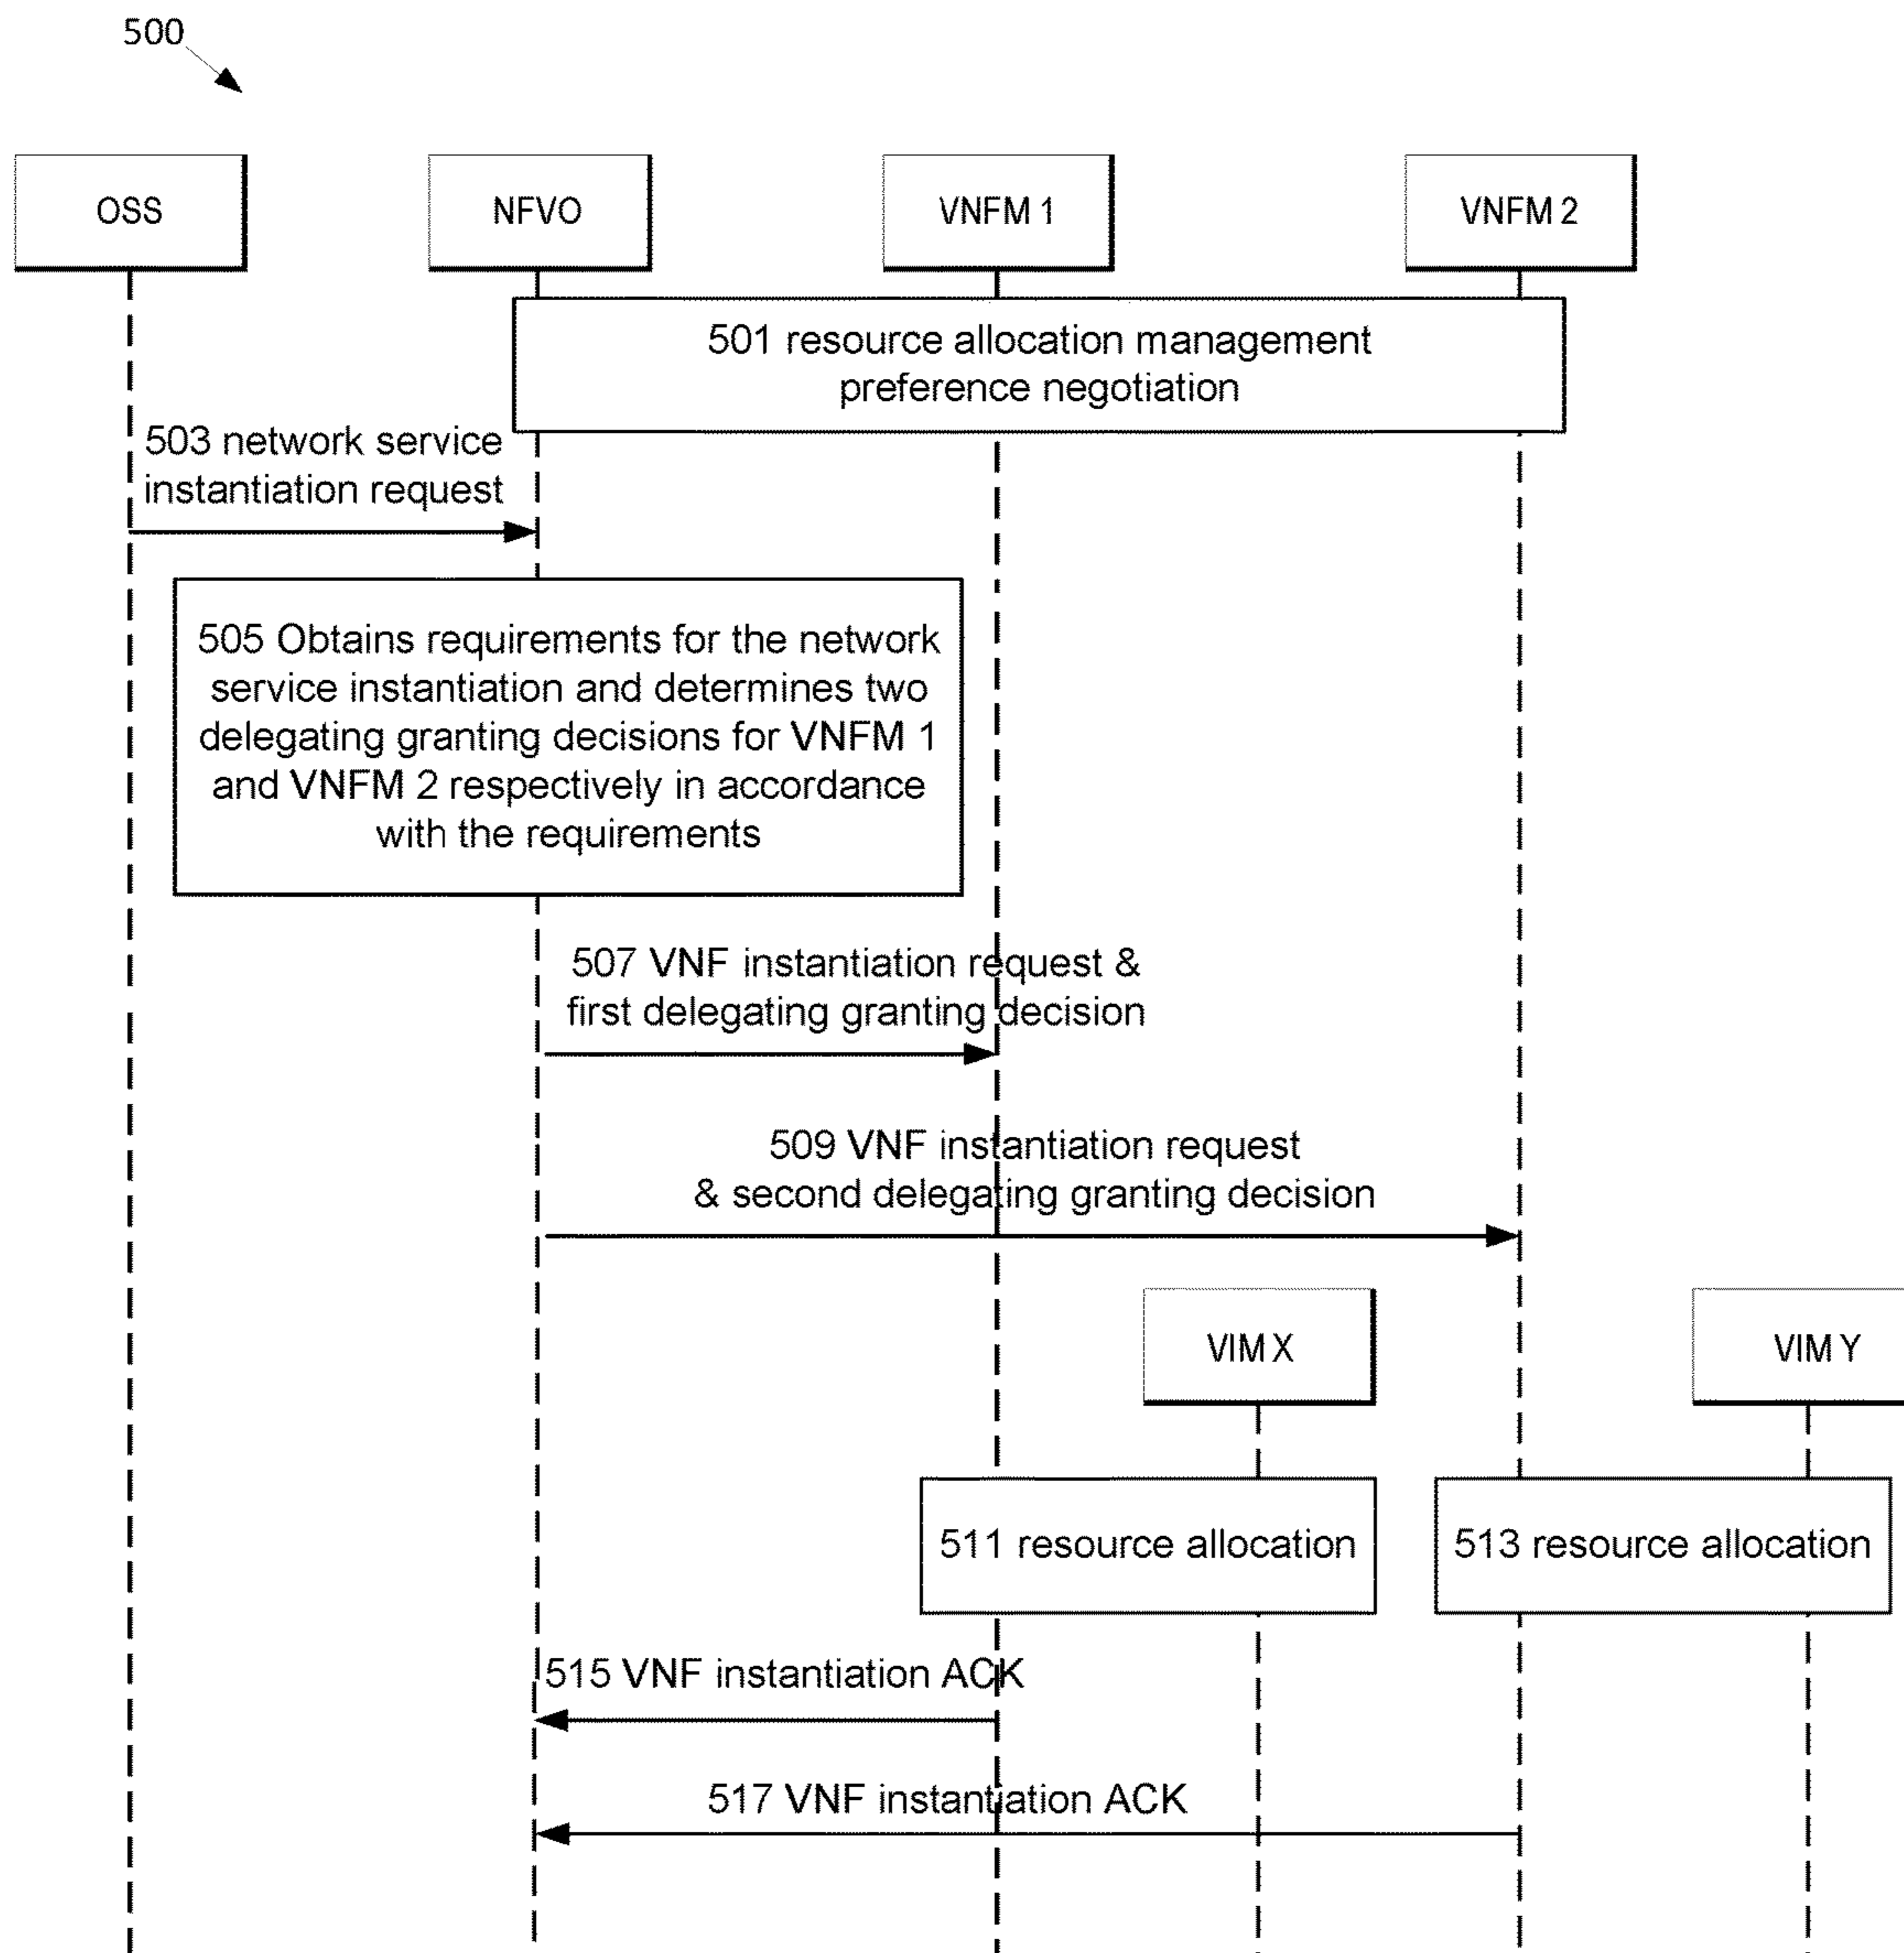 500
OSS
NFVO
VNFM 1
VNFM 2
501 resource allocation management
preference negotiation
503 network service
instantiation request
505 Obtains requirements for the network
service instantiation and determines two
delegating granting decisions for VNFM 1
and VNFM 2 respectively in accordance
with the requirements
507 VNF instantiation request &
first delegating granting decision
509 VNF instantiation request
& second delegating granting decision
VIM X
VIM Y
511 resource allocation
513 resource allocation
515 VNF instantiation ACK
517 VNF instantiation ACK